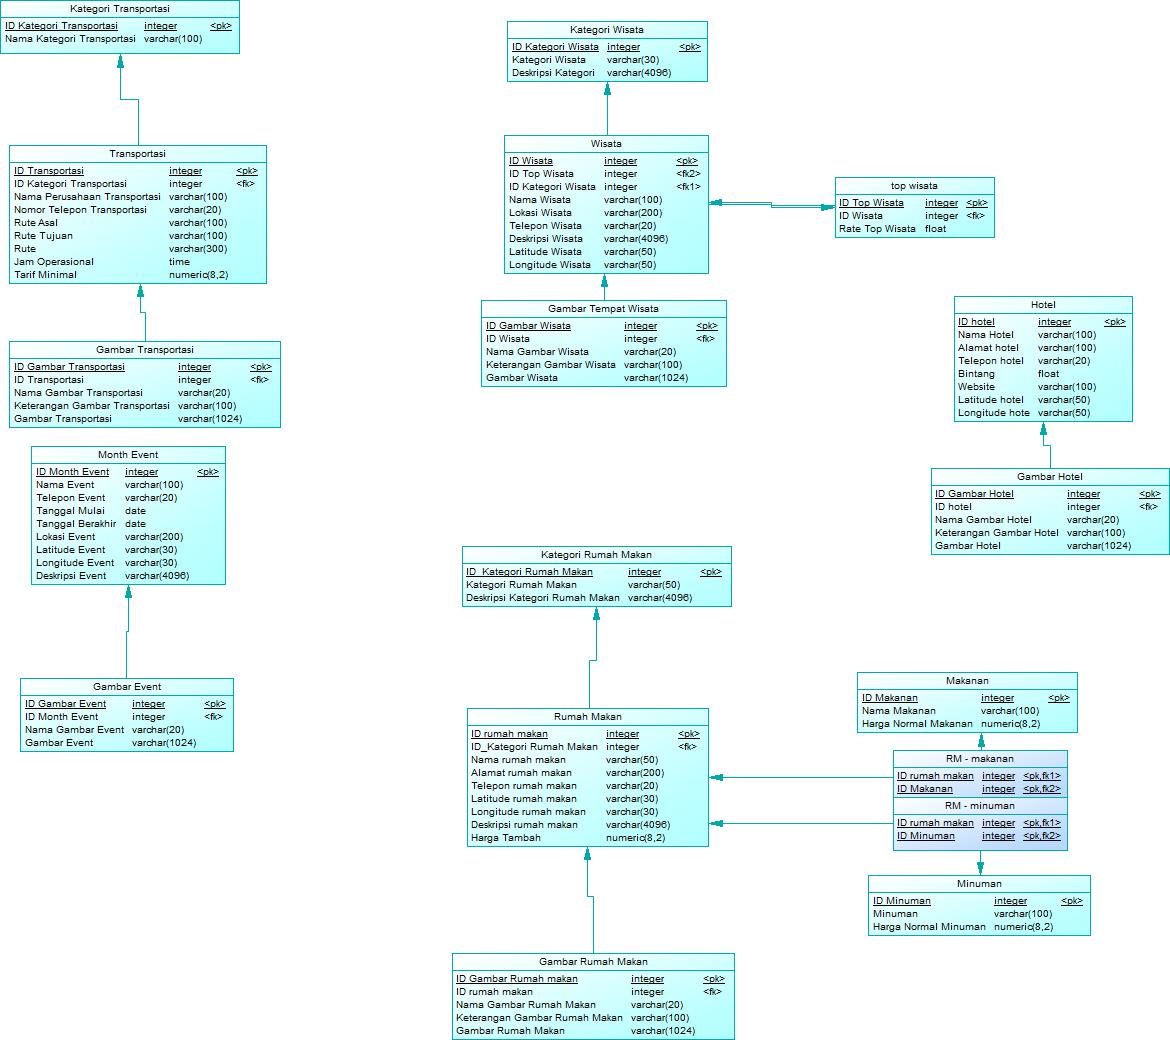 Kategori Transportasi
ID Kategori Transportasi integer <pk>
Nama Kategori Transportasi varchar(100)
Transportasi
ID Transportasi integer <pk>
ID Kategori Transportasi integer <fk>
Nama Perusahaan Transportasi varchar(100)
Nomor Telepon Transportasi varchar(20)
Rute Asal varchar(100)
Rute Tujuan varchar(100)
Rute varchar(300)
Jam Operasional time
Tarif Minimal numeric(8,2)
Gambar Transportasi
ID Gambar Transportasi integer <pk>
ID Transportasi integer <fk>
Nama Gambar Transportasi varchar(20)
Keterangan Gambar Transportasi varchar(100)
Gambar Transportasi varchar(1024)
Month Event
ID Month Event integer <pk>
Nama Event varchar(100)
Telepon Event varchar(20)
Tanggal Mulai date
Tanggal Berakhir date
Lokasi Event varchar(200)
Latitude Event varchar(30)
Longitude Event varchar(30)
Deskripsi Event varchar(4096)
Gambar Event
ID Gambar Event integer <pk>
ID Month Event integer <fk>
Nama Gambar Event varchar(20)
Gambar Event varchar(1024)
Kategori Wisata
ID Kategori Wisata integer <pk>
Kategori Wisata varchar(30)
Deskripsi Kategori varchar(4096)
Wisata
ID Wisata integer <pk>
ID Top Wisata integer <fk2>
ID Kategori Wisata integer <fk1>
Nama Wisata varchar(100)
Lokasi Wisata varchar(200)
Telepon Wisata varchar(20)
Deskripsi Wisata varchar(4096)
Latitude Wisata varchar(50)
Longitude Wisata varchar(50)
top wisata
ID Top Wisata integer <pk>
ID Wisata integer <fk>
Rate Top Wisata float
Gambar Tempat Wisata
ID Gambar Wisata integer <pk>
ID Wisata integer <fk>
Nama Gambar Wisata varchar(20)
Keterangan Gambar Wisata varchar(100)
Gambar Wisata varchar(1024)
Hotel
ID hotel integer <pk>
Nama Hotel varchar(100)
Alamat hotel varchar(100)
Telepon hotel varchar(20)
Bintang float
Website varchar(100)
Latitude hotel varchar(50)
Longitude hote varchar(50)
Gambar Hotel
ID Gambar Hotel integer <pk>
ID hotel integer <fk>
Nama Gambar Hotel varchar(20)
Keterangan Gambar Hotel varchar(100)
Gambar Hotel varchar(1024)
Kategori Rumah Makan
ID_Kategori Rumah Makan integer <pk>
Kategori Rumah Makan varchar(50)
Deskripsi Kategori Rumah Makan varchar(4096)
Rumah Makan
ID rumah makan integer <pk>
ID_Kategori Rumah Makan integer <fk>
Nama rumah makan varchar(50)
Alamat rumah makan varchar(200)
Telepon rumah makan varchar(20)
Latitude rumah makan varchar(30)
Longitude rumah makan varchar(30)
Deskripsi rumah makan varchar(4096)
Harga Tambah numeric(8,2)
Makanan
ID Makanan integer <pk>
Nama Makanan varchar(100)
Harga Normal Makanan numeric(8,2)
RM - makanan
ID rumah makan integer <pk,fk1>
ID Makanan integer <pk,fk2>
RM - minuman
ID rumah makan integer <pk,fk1>
ID Minuman integer <pk,fk2>
Minuman
ID Minuman integer <pk>
Minuman varchar(100)
Harga Normal Minuman numeric(8,2)
Gambar Rumah Makan
ID Gambar Rumah makan integer <pk>
ID rumah makan integer <fk>
Nama Gambar Rumah Makan varchar(20)
Keterangan Gambar Rumah Makan varchar(100)
Gambar Rumah Makan varchar(1024)